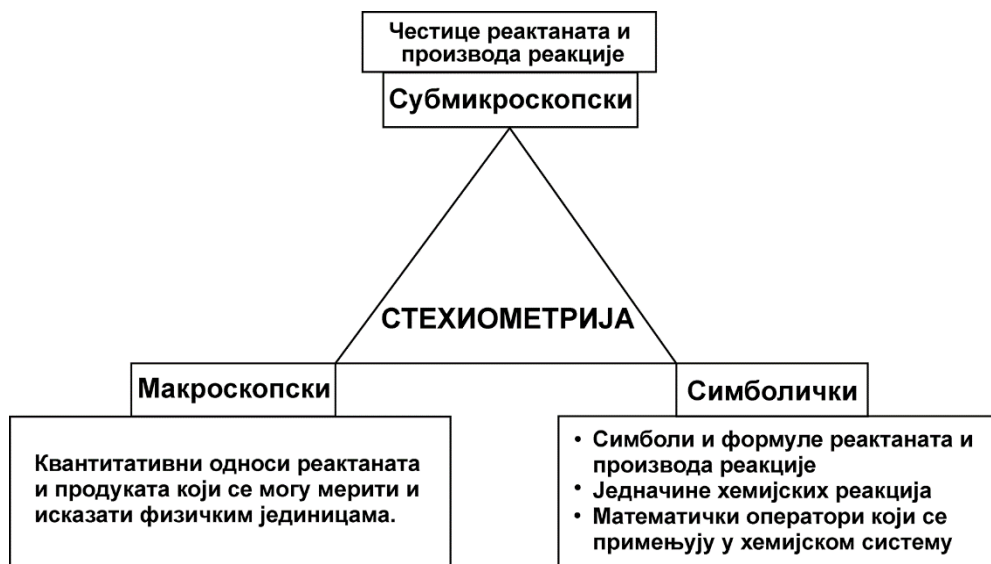 Честице реактаната и
производа реакције
Субмикроскопски
СТЕХИОМЕТРИЈА
Макроскопски
Квантитативни односи реактаната
и продуката који се могу мерити и
исказати физичким јединицама.
Симболички
• Симболи и формуле реактаната и
производа реакције
• Једначине хемијских реакција
• Математички оператори који се
примењују у хемијском систему